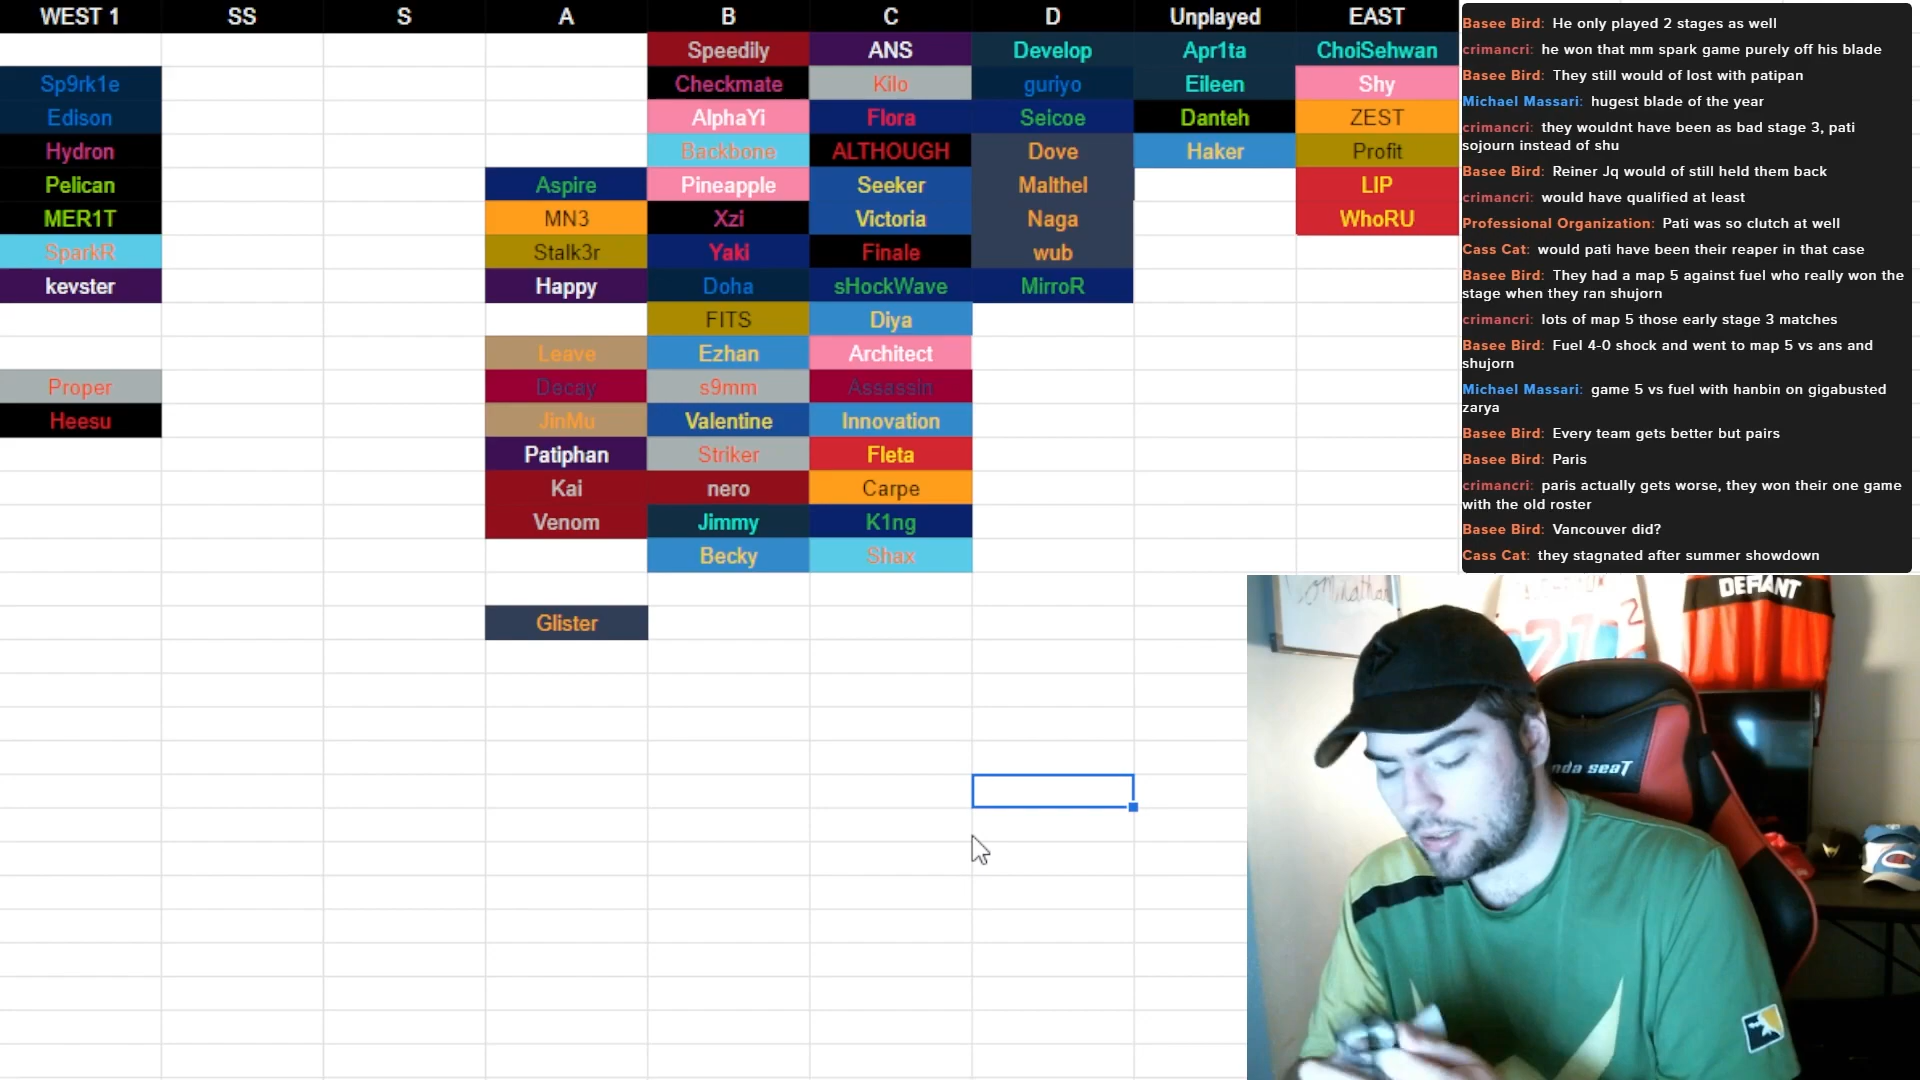 WEST 1 SS S A B C D Unplayed EAST
Speedily ANS Develop Apr1ta ChoiSehwan
Sp9rk1e Checkmate Kilo guriyo Eileen Shy
Edison AlphaYi Flora Seicoe Danteh ZEST
Hydron Backbone ALTHOUGH Dove Haker Profit
Pelican Aspire Pineapple Seeker Malthel LIP
MER1T MN3 Xzi Victoria Naga WhoRU
SparkR Stalk3r Yaki Finale wub
kevster Happy Doha sHockWave MirroR
FITS Diya
Leave Ezhan Architect
Proper Decay s9mm Assassin
Heesu JinMu Valentine Innovation
Patiphan Striker Fleta
Kai nero Carpe
Venom Jimmy K1ng
Becky Shax
Glister
Basee Bird: He only played 2 stages as well
crimancri: he won that mm spark game purely off his blade
Basee Bird: They still would of lost with patipan
Michael Massari: hugest blade of the year
crimancri: they wouldnt have been as bad stage 3, pati
sojourn instead of shu
Basee Bird: Reiner Jq would of still held them back
crimancri: would have qualified at least
Professional Organization: Pati was so clutch at well
Cass Cat: would pati have been their reaper in that case
Basee Bird: They had a map 5 against fuel who really won the
stage when they ran shujorn
crimancri: lots of map 5 those early stage 3 matches
Basee Bird: Fuel 4-0 shock and went to map 5 vs ans and
shujorn
Michael Massari: game 5 vs fuel with hanbin on gigabusted
zarya
Basee Bird: Every team gets better but pairs
Basee Bird: Paris
crimancri: paris actually gets worse, they won their one game
with the old roster
Basee Bird: Vancouver did?
Cass Cat: they stagnated after summer showdown
DEFIANT
27
2
nda seaT